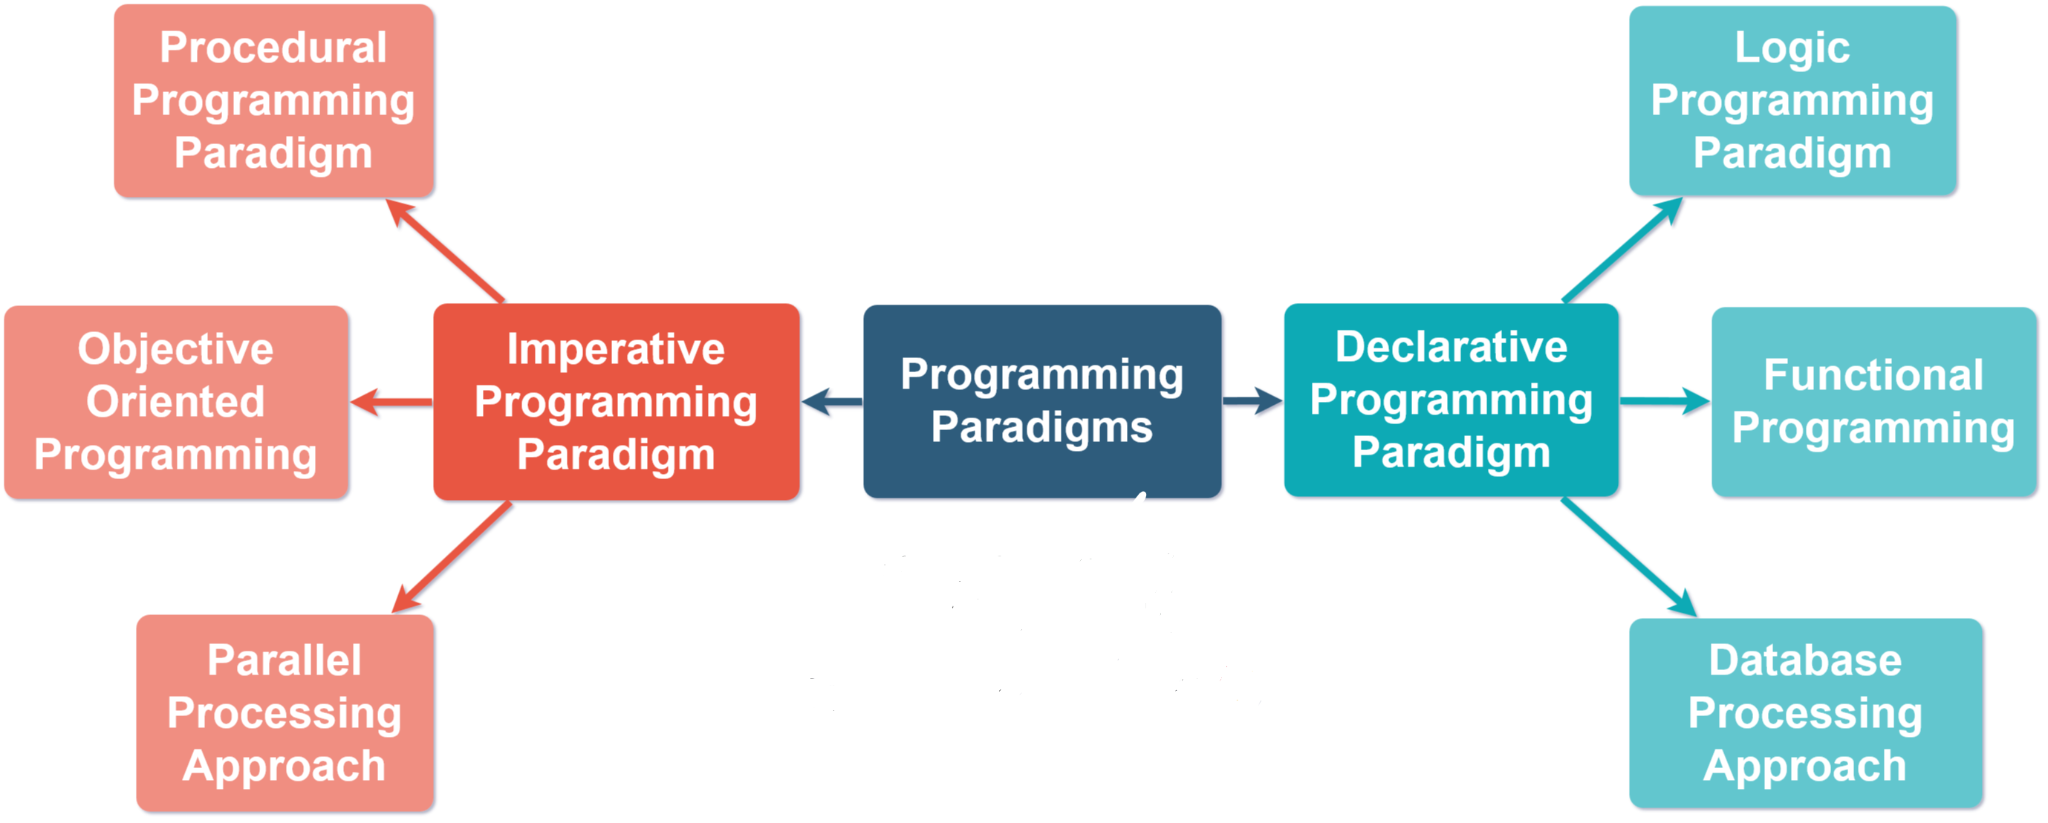 Procedural
Programming
Paradigm
Logic
Programming
Paradigm
Objective
Oriented
Programming
Imperative
Programming
Paradigm
Programming
Paradigms
Declarative
Programming
Paradigm
Functional
Programming
Parallel
Processing
Approach
Database
Processing
Approach